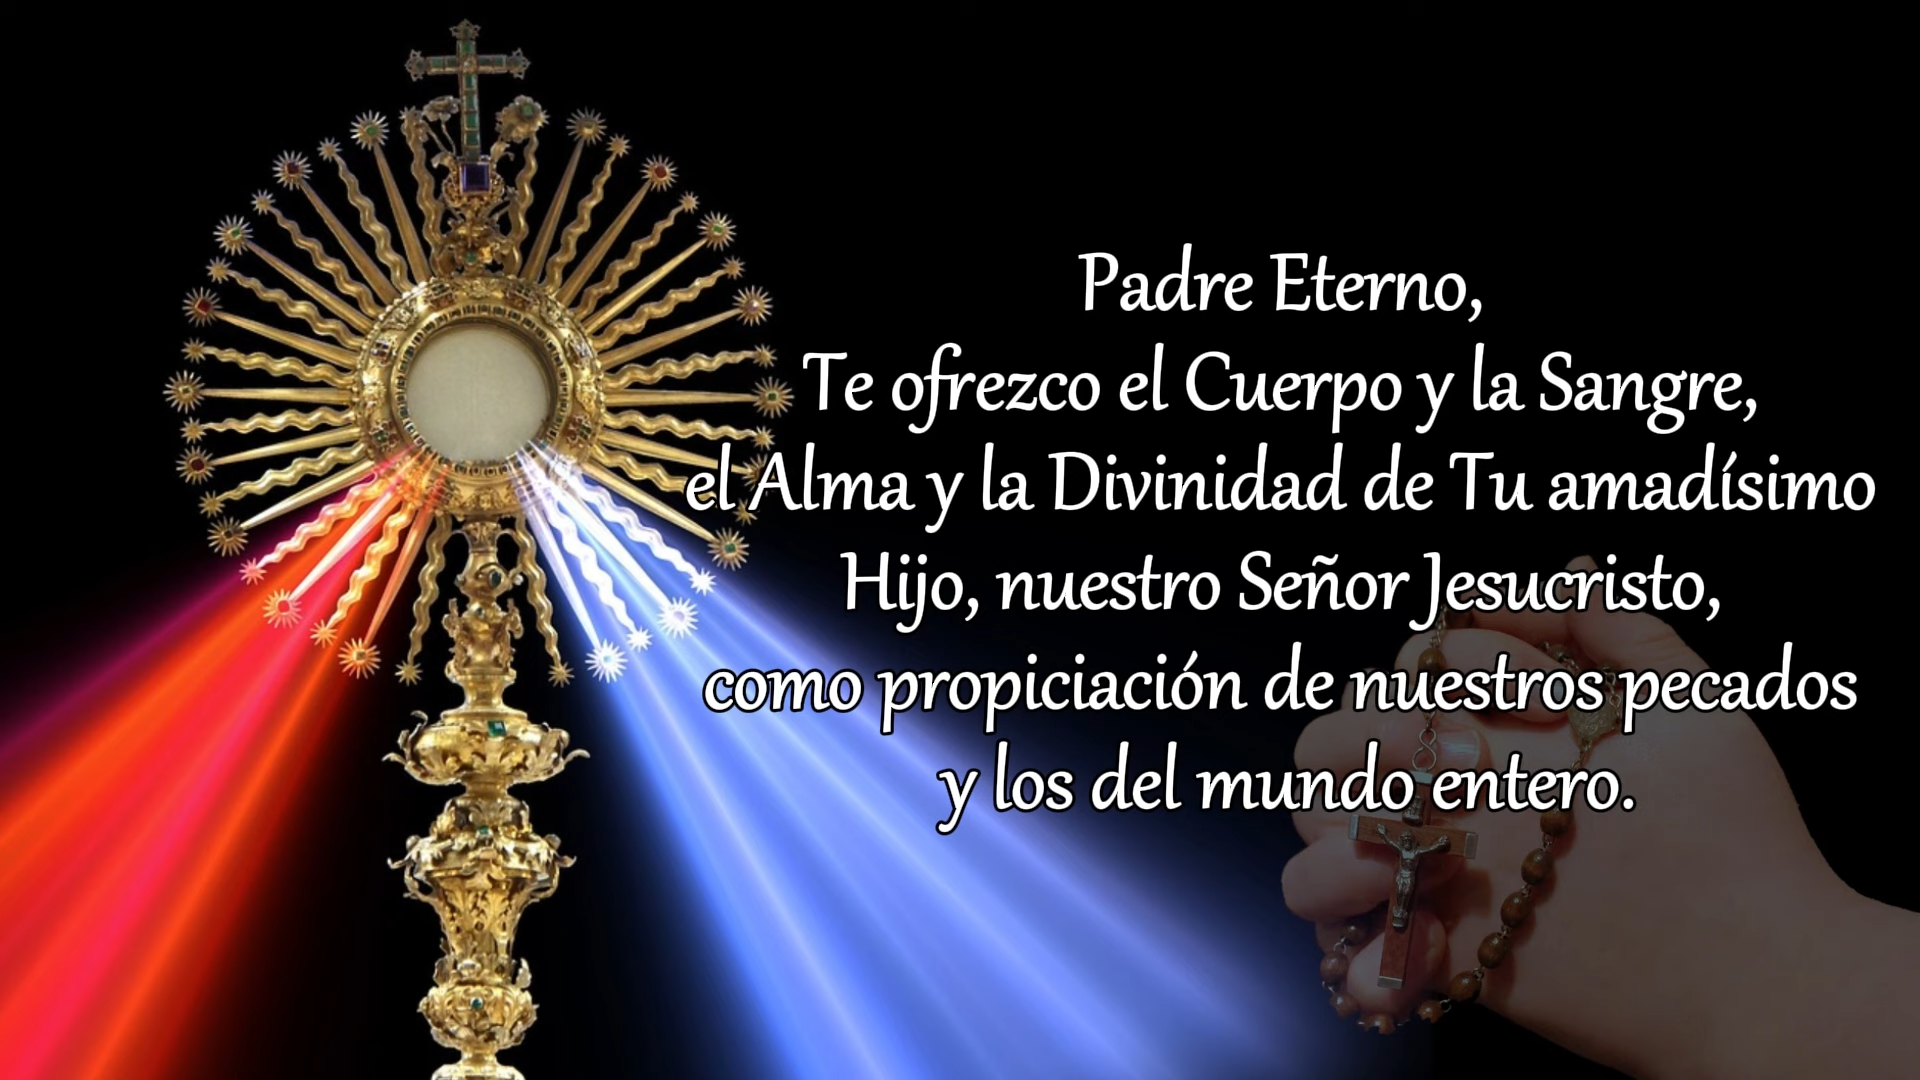 Padre Eterno,
Te ofrezco el Cuerpo y la Sangre,
el Alma y la Divinidad de Tu amadísimo
Hijo, nuestro Señor Jesucristo,
como propiciación de nuestros pecados
y los del mundo entero.